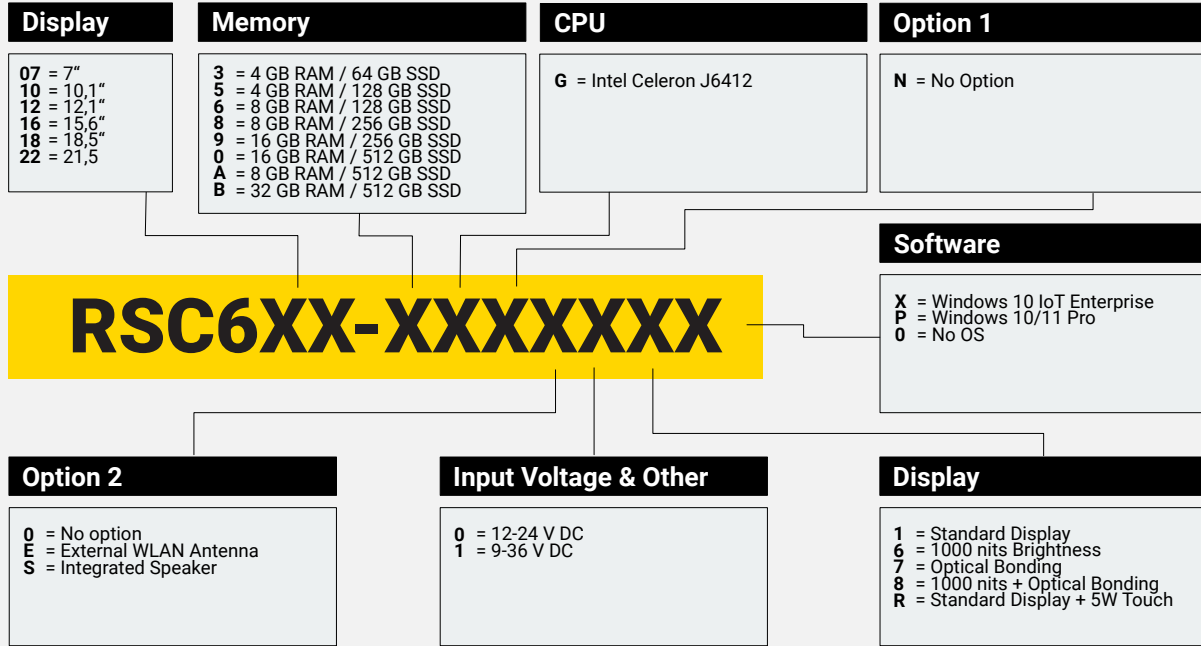 Display
07 = 7“
10 = 10,1“
12 = 12,1“
16 = 15,6“
18 = 18,5“
22 = 21,5
Memory
3 = 4 GB RAM / 64 GB SSD
5 = 4 GB RAM / 128 GB SSD
6 = 8 GB RAM / 128 GB SSD
8 = 8 GB RAM / 256 GB SSD
9 = 16 GB RAM / 256 GB SSD
0 = 16 GB RAM / 512 GB SSD
A = 8 GB RAM / 512 GB SSD
B = 32 GB RAM / 512 GB SSD
CPU
G = Intel Celeron J6412
Option 1
N = No Option
RSC6XX-XXXXXXX
Software
X = Windows 10 IoT Enterprise
P = Windows 10/11 Pro
0 = No OS
Option 2
0 = No option
E = External WLAN Antenna
S = Integrated Speaker
Input Voltage & Other
0 = 12-24 V DC
1 = 9-36 V DC
Display
1 = Standard Display
6 = 1000 nits Brightness
7 = Optical Bonding
8 = 1000 nits + Optical Bonding
R = Standard Display + 5W Touch